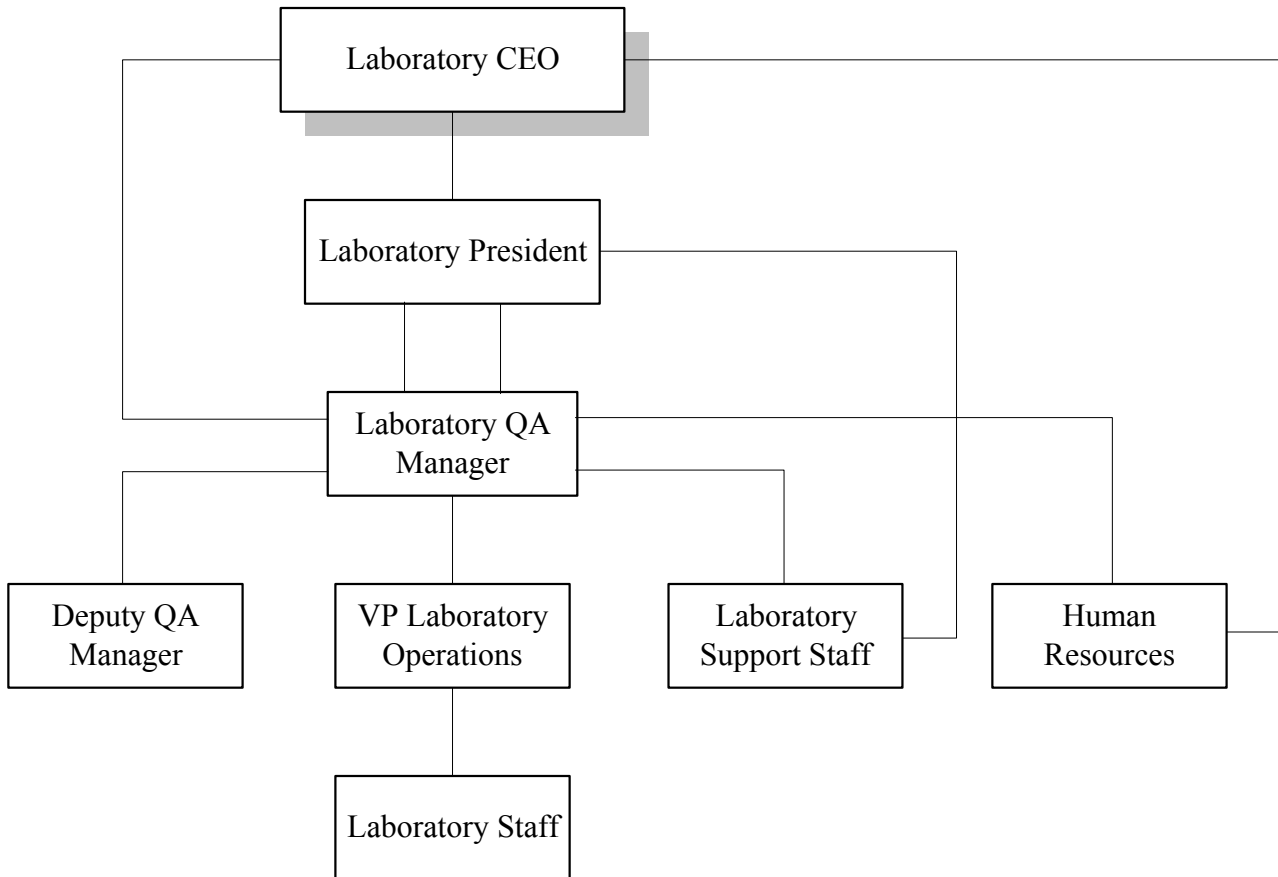 Laboratory CEO
Laboratory President
Laboratory QA
Manager
Deputy QA
Manager
VP Laboratory
Operations
Laboratory
Support Staff
Human
Resources
Laboratory Staff